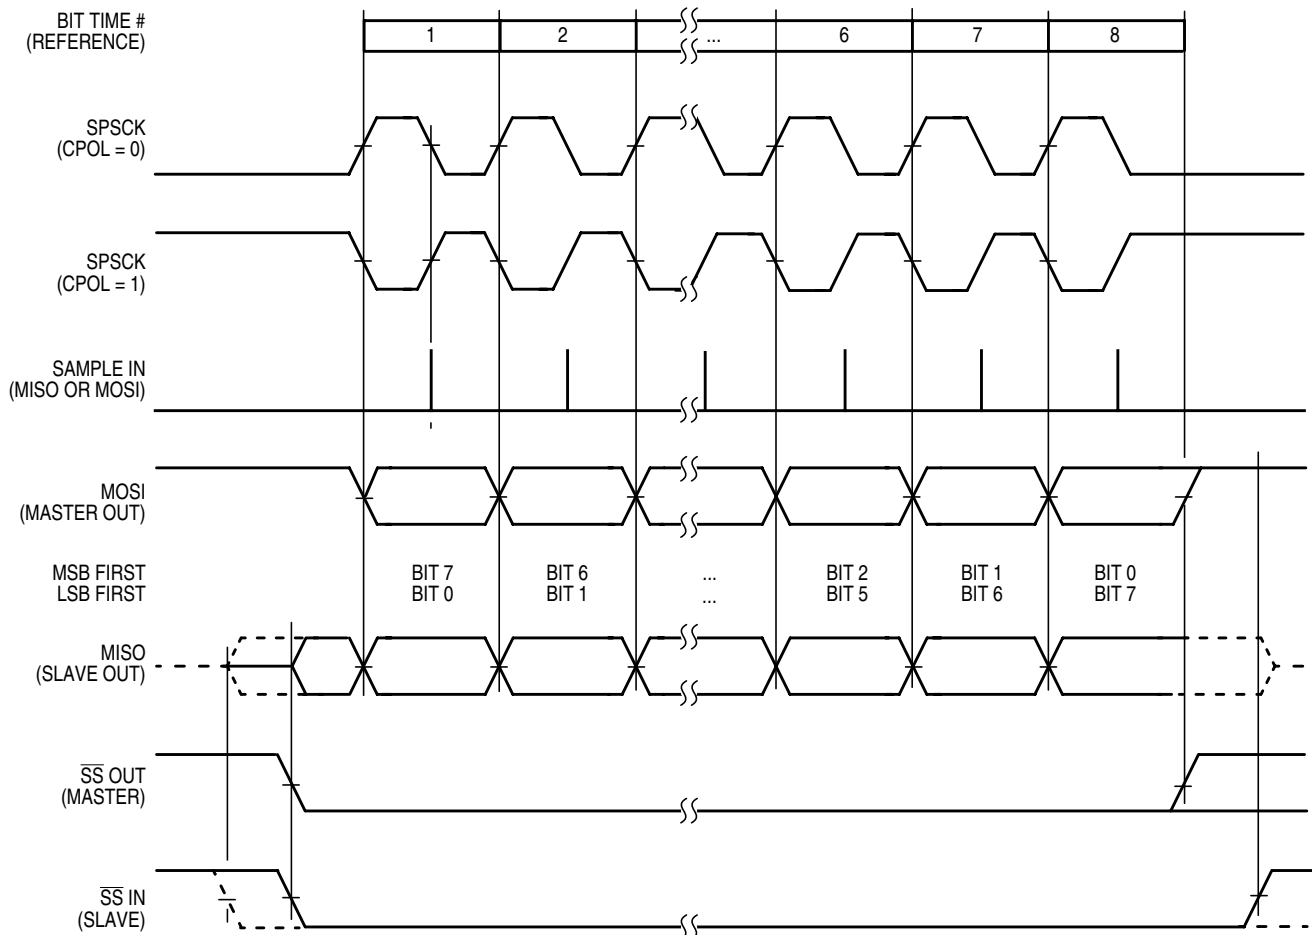 BIT TIME #
(REFERENCE)
1 2 ... 6 7 8
SPSCK
(CPOL = 0)
SPSCK
(CPOL = 1)
SAMPLE IN
(MISO OR MOSI)
MOSI
(MASTER OUT)
MSB FIRST BIT 7 BIT 6 ... BIT 2 BIT 1 BIT 0
LSB FIRST BIT 0 BIT 1 ... BIT 5 BIT 6 BIT 7
MISO
(SLAVE OUT)
S̅S̅ OUT
(MASTER)
S̅S̅ IN
(SLAVE)